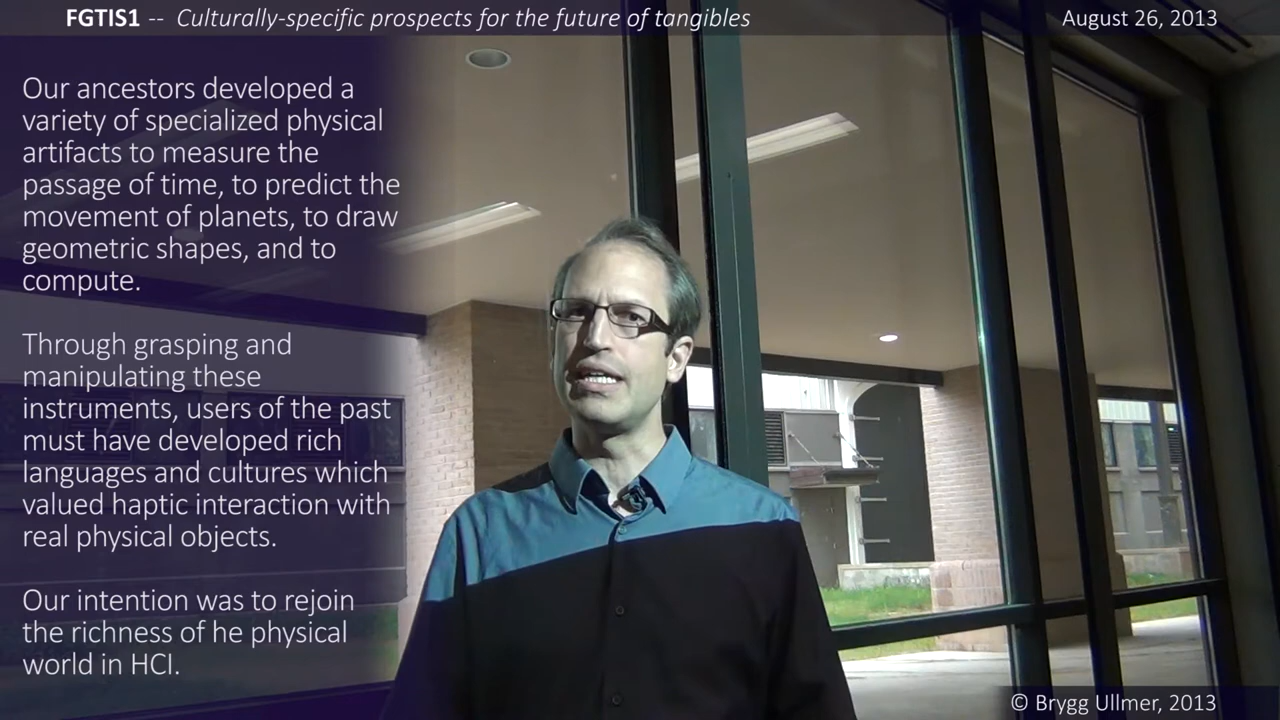 FGTIS1 -- Culturally-specific prospects for the future of tangibles
August 26, 2013
Our ancestors developed a
variety of specialized physical
artifacts to measure the
passage of time, to predict the
movement of planets, to draw
geometric shapes, and to
compute.
Through grasping and
manipulating these
instruments, users of the past
must have developed rich
languages and cultures which
valued haptic interaction with
real physical objects.
Our intention was to rejoin
the richness of he physical
world in HCI.
© Brygg Ullmer, 2013